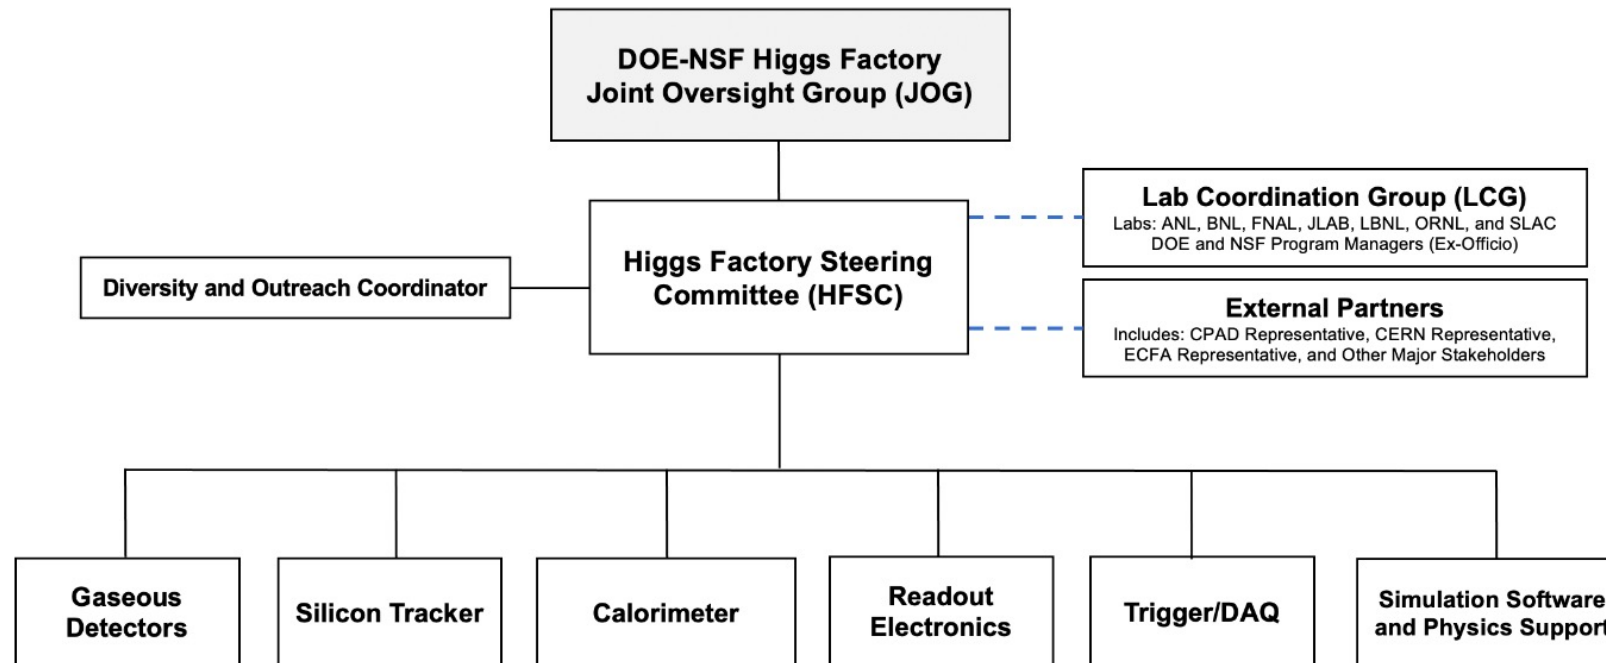 DOE-NSF Higgs Factory
Joint Oversight Group (JOG)
Lab Coordination Group (LCG)
Labs: ANL, BNL, FNAL, JLAB, LBNL, ORNL, and SLAC
DOE and NSF Program Managers (Ex-Officio)
Higgs Factory Steering
Committee (HFSC)
Diversity and Outreach Coordinator
External Partners
Includes: CPAD Representative, CERN Representative,
ECFA Representative, and Other Major Stakeholders
Gaseous
Detectors
Silicon Tracker
Calorimeter
Readout
Electronics
Trigger/DAQ
Simulation Software
and Physics Support